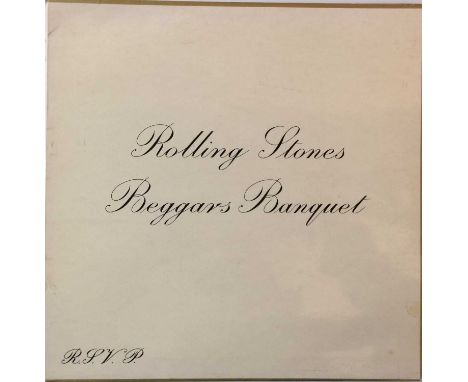 Rolling Stones
Beggars Banquet
R.S.V.P.